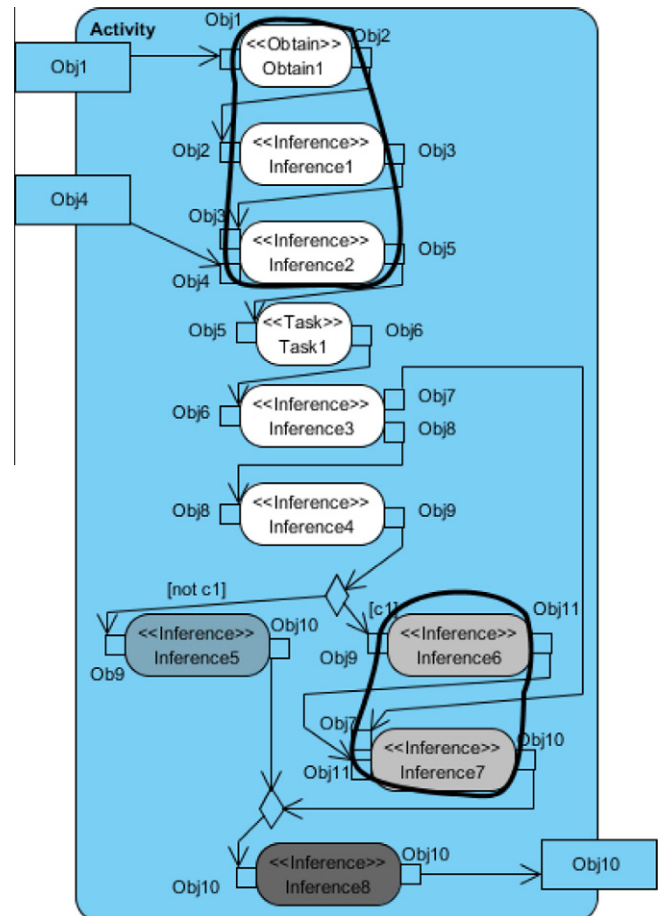 Activity
Obj1
Obj1
Obj2
<<Obtain>>
Obtain1
Obj2
<<Inference>>
Inference1
Obj3
Obj4
Obj3
Obj4
<<Inference>>
Inference2
Obj5
Obj5
<<Task>>
Task1
Obj6
Obj6
<<Inference>>
Inference3
Obj7
Obj8
Obj8
<<Inference>>
Inference4
Obj9
[not c1]
[c1]
Ob9
<<Inference>>
Inference5
Obj10
Obj9
<<Inference>>
Inference6
Obj11
Obj7
Obj11
<<Inference>>
Inference7
Obj10
Obj10
<<Inference>>
Inference8
Obj10
Obj10